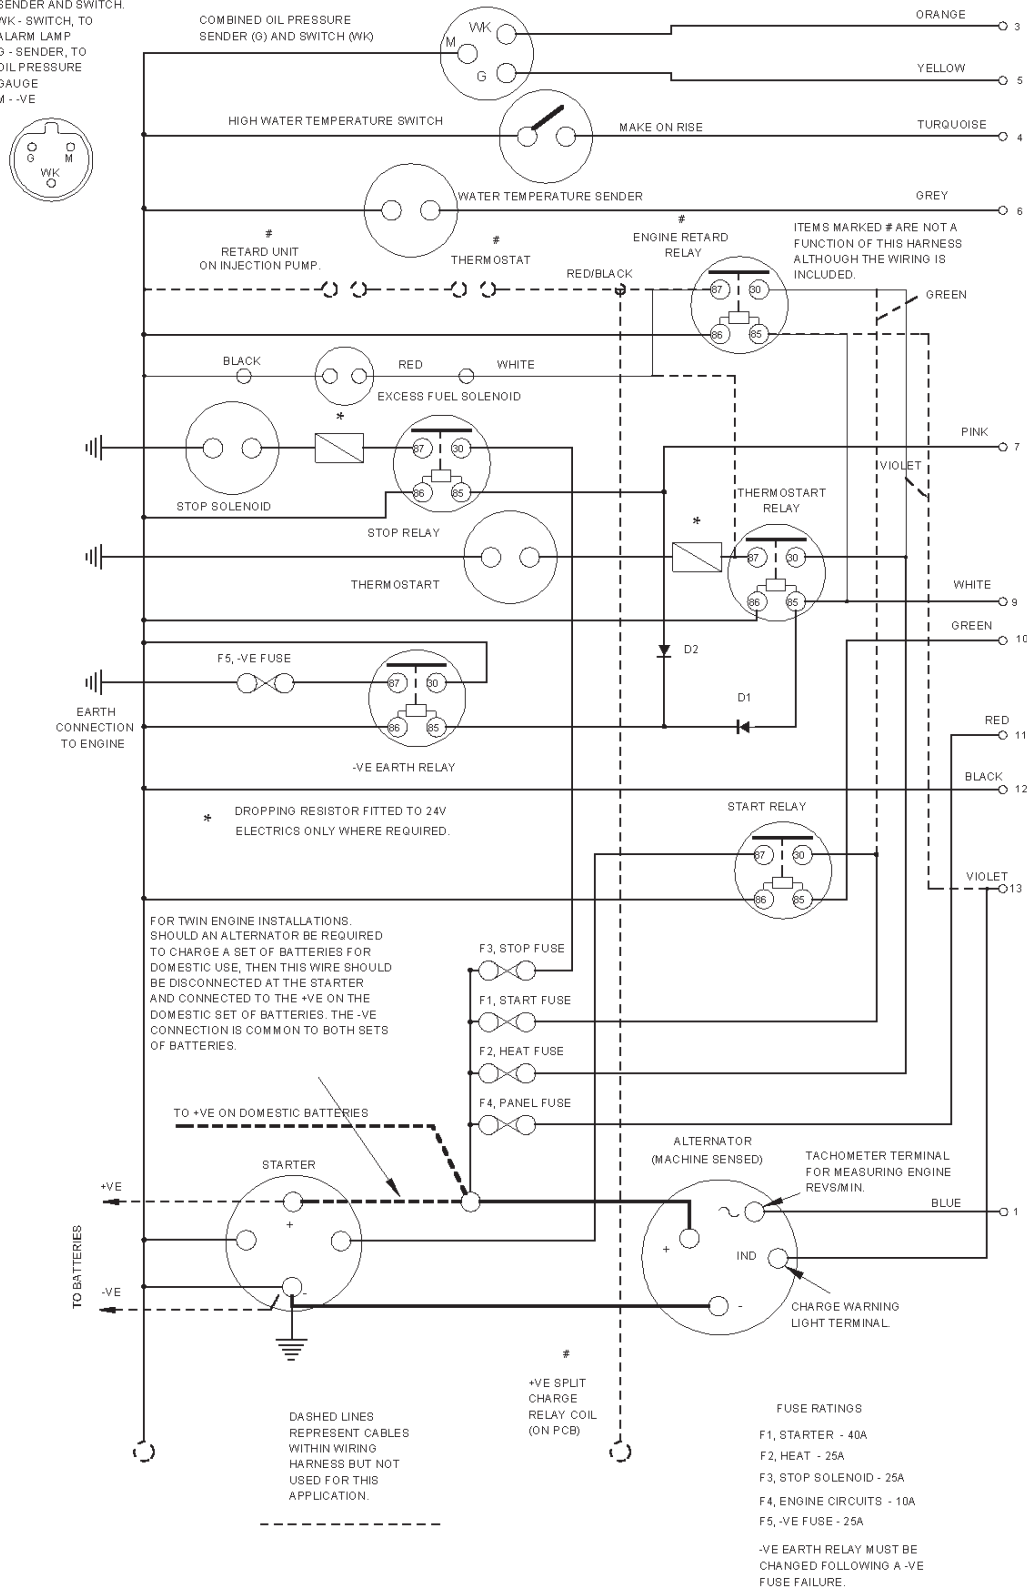 SENDER AND SWITCH.
WK - SWITCH, TO
ALARM LAMP
G - SENDER, TO
OIL PRESSURE
GAUGE
M - -VE
G
M
WK
COMBINED OIL PRESSURE
SENDER (G) AND SWITCH (WK)
M
WK
G
ORANGE
3
YELLOW
5
HIGH WATER TEMPERATURE SWITCH
MAKE ON RISE
TURQUOISE
4
WATER TEMPERATURE SENDER
GREY
6
#
RETARD UNIT
ON INJECTION PUMP.
#
THERMOSTAT
#
ENGINE RETARD
RELAY
ITEMS MARKED # ARE NOT A
FUNCTION OF THIS HARNESS
ALTHOUGH THE WIRING IS
INCLUDED.
RED/BLACK
87
30
86
85
GREEN
BLACK
RED
WHITE
EXCESS FUEL SOLENOID
*
87
30
86
85
STOP SOLENOID
STOP RELAY
PINK
7
VIOLET
THERMOSTART
RELAY
*
87
30
86
85
THERMOSTART
WHITE
9
GREEN
10
F5, -VE FUSE
87
30
86
85
D2
D1
EARTH
CONNECTION
TO ENGINE
-VE EARTH RELAY
RED
11
BLACK
12
* DROPPING RESISTOR FITTED TO 24V
ELECTRICS ONLY WHERE REQUIRED.
START RELAY
87
30
86
85
VIOLET
13
FOR TWIN ENGINE INSTALLATIONS.
SHOULD AN ALTERNATOR BE REQUIRED
TO CHARGE A SET OF BATTERIES FOR
DOMESTIC USE, THEN THIS WIRE SHOULD
BE DISCONNECTED AT THE STARTER
AND CONNECTED TO THE +VE ON THE
DOMESTIC SET OF BATTERIES. THE -VE
CONNECTION IS COMMON TO BOTH SETS
OF BATTERIES.
F3, STOP FUSE
F1, START FUSE
F2, HEAT FUSE
F4, PANEL FUSE
TO +VE ON DOMESTIC BATTERIES
STARTER
+VE
+
-
-VE
TO BATTERIES
ALTERNATOR
(MACHINE SENSED)
TACHOMETER TERMINAL
FOR MEASURING ENGINE
REVS/MIN.
BLUE
1
+
IND
-
CHARGE WARNING
LIGHT TERMINAL.
#
+VE SPLIT
CHARGE
RELAY COIL
(ON PCB)
DASHED LINES
REPRESENT CABLES
WITHIN WIRING
HARNESS BUT NOT
USED FOR THIS
APPLICATION.
FUSE RATINGS
F1, STARTER - 40A
F2, HEAT - 25A
F3, STOP SOLENOID - 25A
F4, ENGINE CIRCUITS - 10A
F5, -VE FUSE - 25A
-VE EARTH RELAY MUST BE
CHANGED FOLLOWING A -VE
FUSE FAILURE.